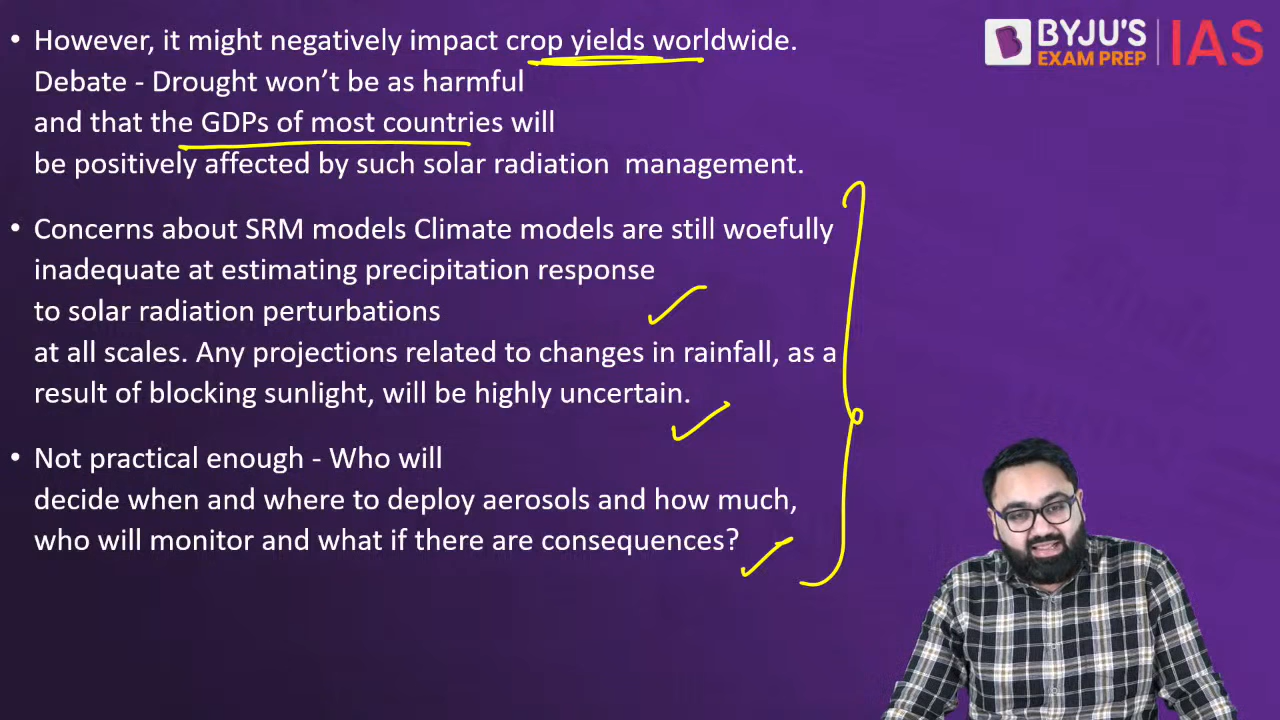 • However, it might negatively impact crop yields worldwide.
Debate - Drought won’t be as harmful
and that the GDPs of most countries will
be positively affected by such solar radiation  management.
• Concerns about SRM models Climate models are still woefully
inadequate at estimating precipitation response
to solar radiation perturbations
at all scales. Any projections related to changes in rainfall, as a
result of blocking sunlight, will be highly uncertain.
• Not practical enough - Who will
decide when and where to deploy aerosols and how much,
who will monitor and what if there are consequences?
BYJU'S
EXAM PREP
IAS